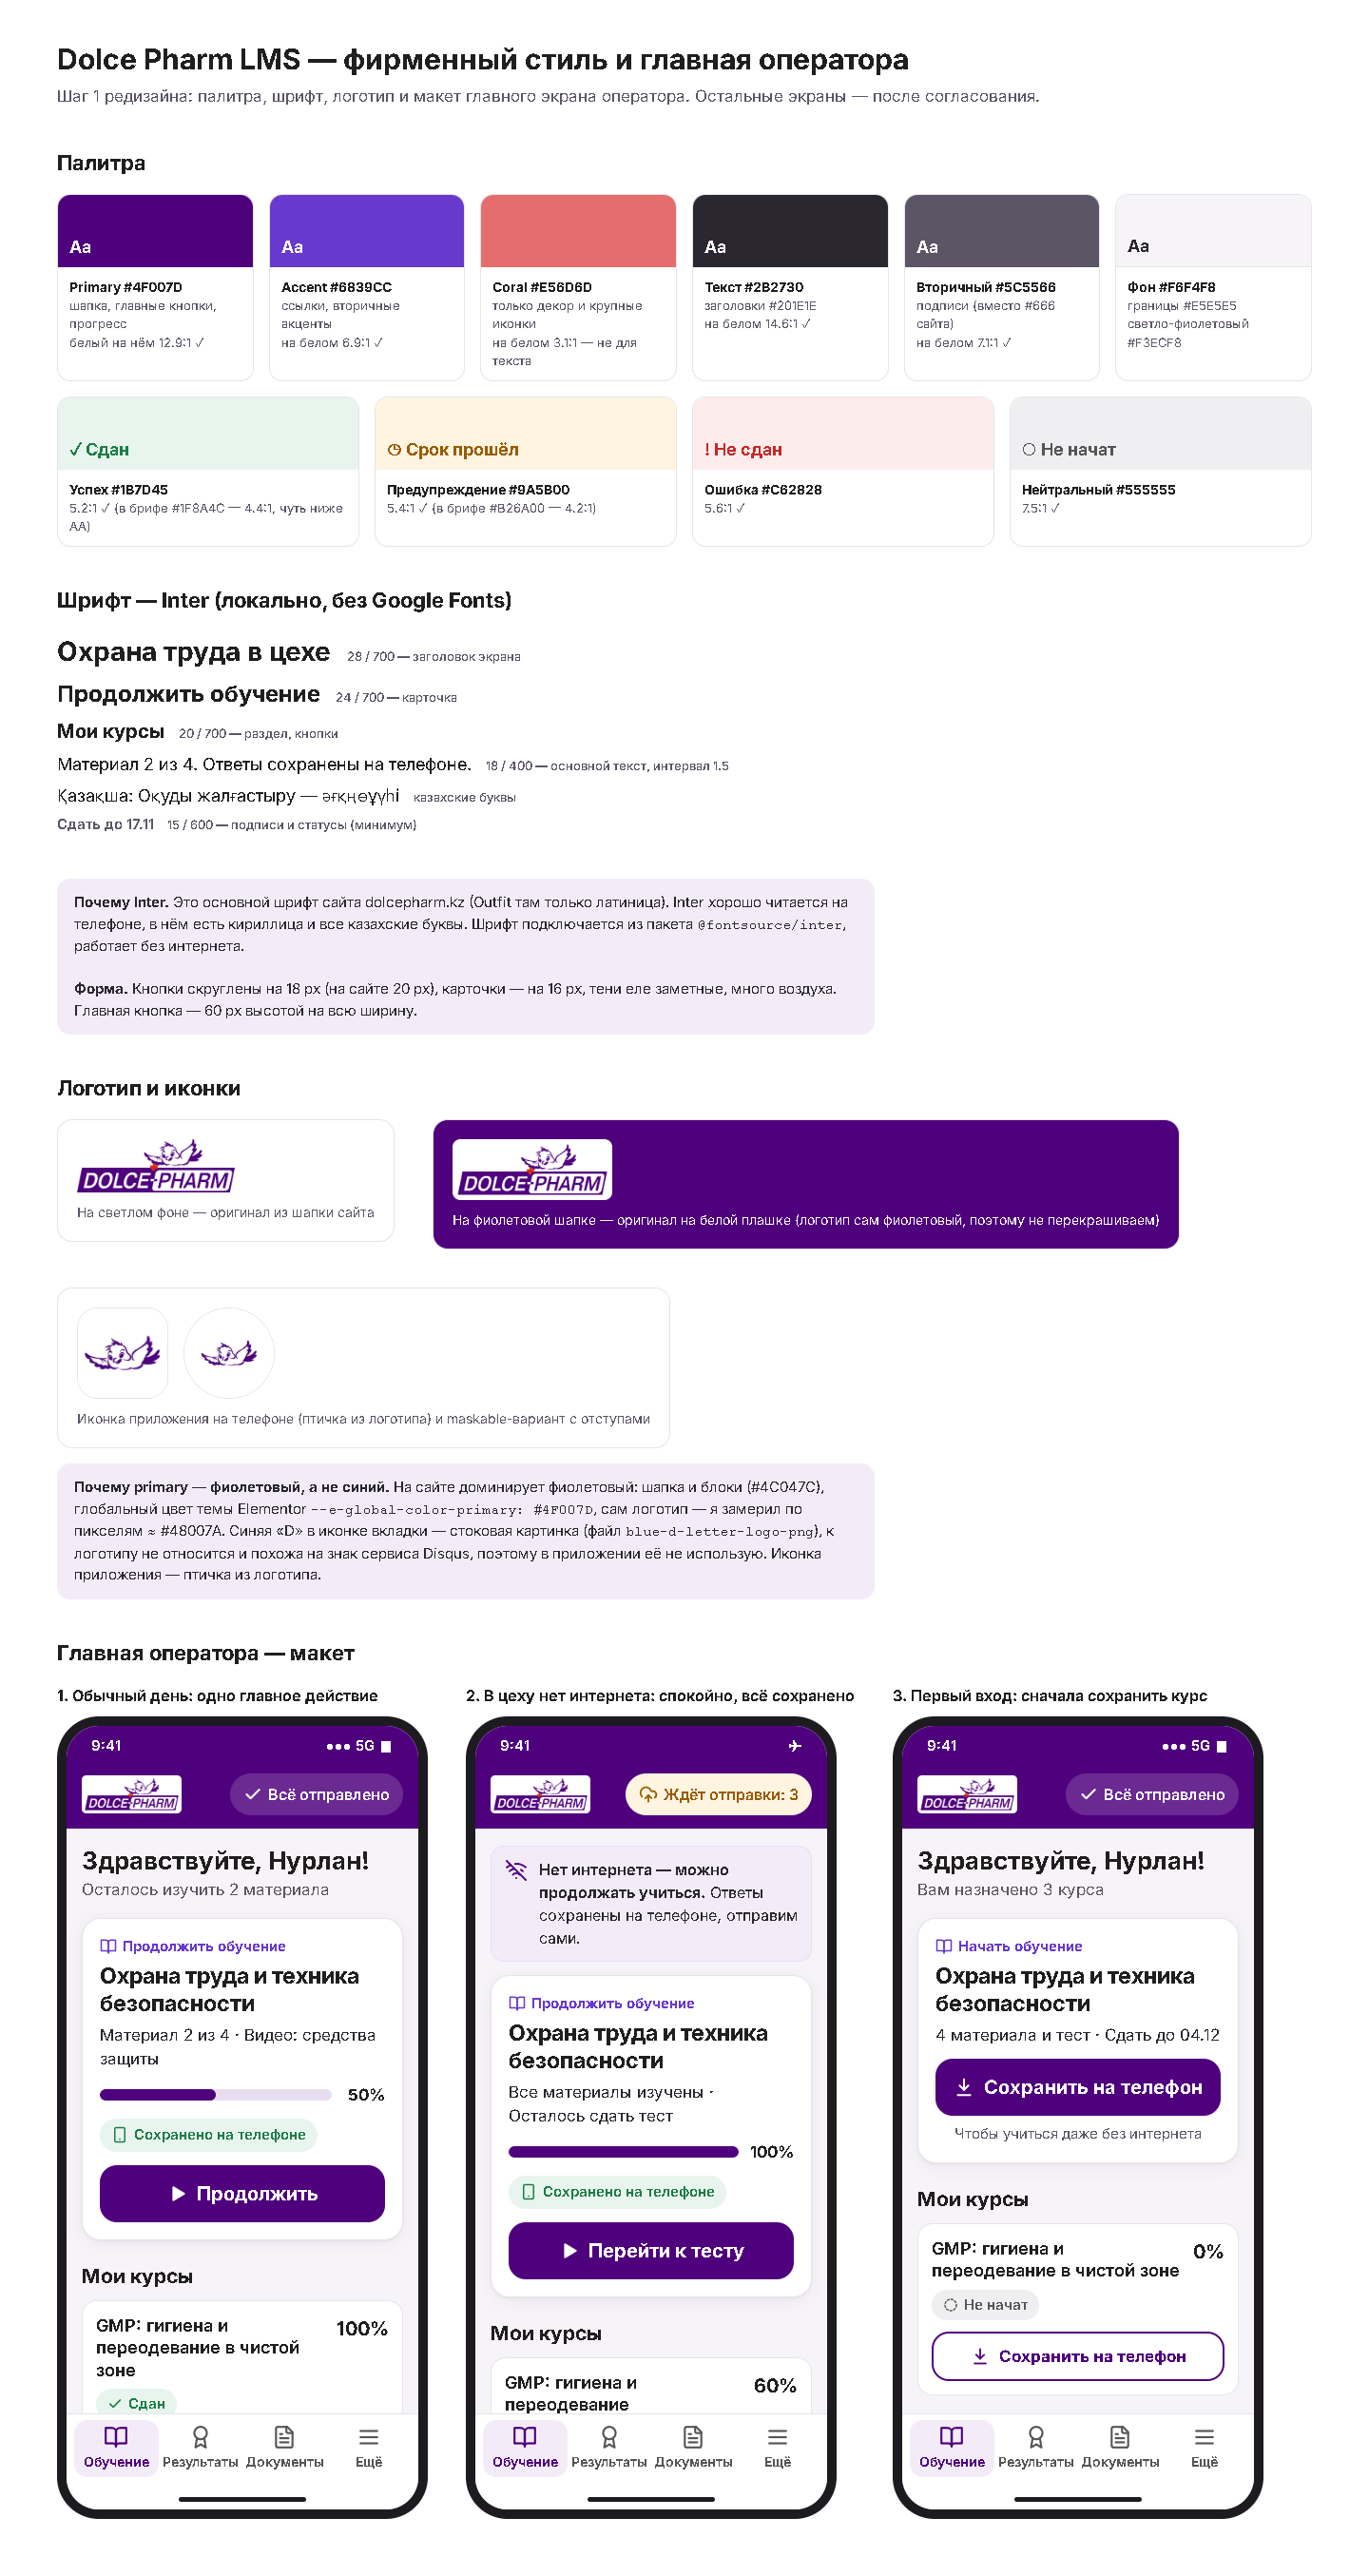 Dolce Pharm LMS — фирменный стиль и главная оператора
Шаг 1 редизайна: палитра, шрифт, логотип и макет главного экрана оператора. Остальные экраны — после согласования.
Палитра
Aa
Primary #4F007D
шапка, главные кнопки,
прогресс
белый на нём 12.9:1 ✓
Aa
Accent #6839CC
ссылки, вторичные
акценты
на белом 6.9:1 ✓
Coral #E56D6D
только декор и крупные
иконки
на белом 3.1:1 — не для
текста
Aa
Текст #2B2730
заголовки #201E1E
на белом 14.6:1 ✓
Aa
Вторичный #5C5566
подписи (вместо #666
сайта)
на белом 7.1:1 ✓
Aa
Фон #F6F4F8
границы #E5E5E5
светло-фиолетовый
#F3ECF8
✓ Сдан
Успех #1B7D45
5.2:1 ✓ (в брифе #1F8A4C — 4.4:1, чуть ниже
AA)
◷ Срок прошёл
Предупреждение #9A5B00
5.4:1 ✓ (в брифе #B26A00 — 4.2:1)
! Не сдан
Ошибка #C62828
5.6:1 ✓
○ Не начат
Нейтральный #555555
7.5:1 ✓
Шрифт — Inter (локально, без Google Fonts)
Охрана труда в цехе 28 / 700 — заголовок экрана
Продолжить обучение 24 / 700 — карточка
Мои курсы 20 / 700 — раздел, кнопки
Материал 2 из 4. Ответы сохранены на телефоне. 18 / 400 — основной текст, интервал 1.5
Қазақша: Оқуды жалғастыру — әғқңөұүһі казахские буквы
Сдать до 17.11 15 / 600 — подписи и статусы (минимум)
Почему Inter. Это основной шрифт сайта dolcepharm.kz (Outfit там только латиница). Inter хорошо читается на
телефоне, в нём есть кириллица и все казахские буквы. Шрифт подключается из пакета @fontsource/inter,
работает без интернета.
Форма. Кнопки скруглены на 18 px (на сайте 20 px), карточки — на 16 px, тени еле заметные, много воздуха.
Главная кнопка — 60 px высотой на всю ширину.
Логотип и иконки
DOLCE-PHARM
На светлом фоне — оригинал из шапки сайта
DOLCE-PHARM
На фиолетовой шапке — оригинал на белой плашке (логотип сам фиолетовый, поэтому не перекрашиваем)
Иконка приложения на телефоне (птичка из логотипа) и maskable-вариант с отступами
Почему primary — фиолетовый, а не синий. На сайте доминирует фиолетовый: шапка и блоки (#4C047C),
глобальный цвет темы Elementor --e-global-color-primary: #4F007D, сам логотип — я замерил по
пикселям ≈ #48007A. Синяя «D» в иконке вкладки — стоковая картинка (файл blue-d-letter-logo-png), к
логотипу не относится и похожа на знак сервиса Disqus, поэтому в приложении её не использую. Иконка
приложения — птичка из логотипа.
Главная оператора — макет
1. Обычный день: одно главное действие
9:41
●●● 5G
DOLCE-PHARM
Всё отправлено
Здравствуйте, Нурлан!
Осталось изучить 2 материала
Продолжить обучение
Охрана труда и техника
безопасности
Материал 2 из 4 · Видео: средства
защиты
50%
Сохранено на телефоне
Продолжить
Мои курсы
GMP: гигиена и
переодевание в чистой
зоне
100%
Сдан
Обучение
Результаты
Документы
Ещё
2. В цеху нет интернета: спокойно, всё сохранено
9:41
DOLCE-PHARM
Ждёт отправки: 3
Нет интернета — можно
продолжать учиться. Ответы
сохранены на телефоне, отправим
сами.
Продолжить обучение
Охрана труда и техника
безопасности
Все материалы изучены ·
Осталось сдать тест
100%
Сохранено на телефоне
Перейти к тесту
Мои курсы
GMP: гигиена и
переодевание
60%
Обучение
Результаты
Документы
Ещё
3. Первый вход: сначала сохранить курс
9:41
●●● 5G
DOLCE-PHARM
Всё отправлено
Здравствуйте, Нурлан!
Вам назначено 3 курса
Начать обучение
Охрана труда и техника
безопасности
4 материала и тест · Сдать до 04.12
Сохранить на телефон
Чтобы учиться даже без интернета
Мои курсы
GMP: гигиена и
переодевание в чистой зоне
0%
Не начат
Сохранить на телефон
Обучение
Результаты
Документы
Ещё